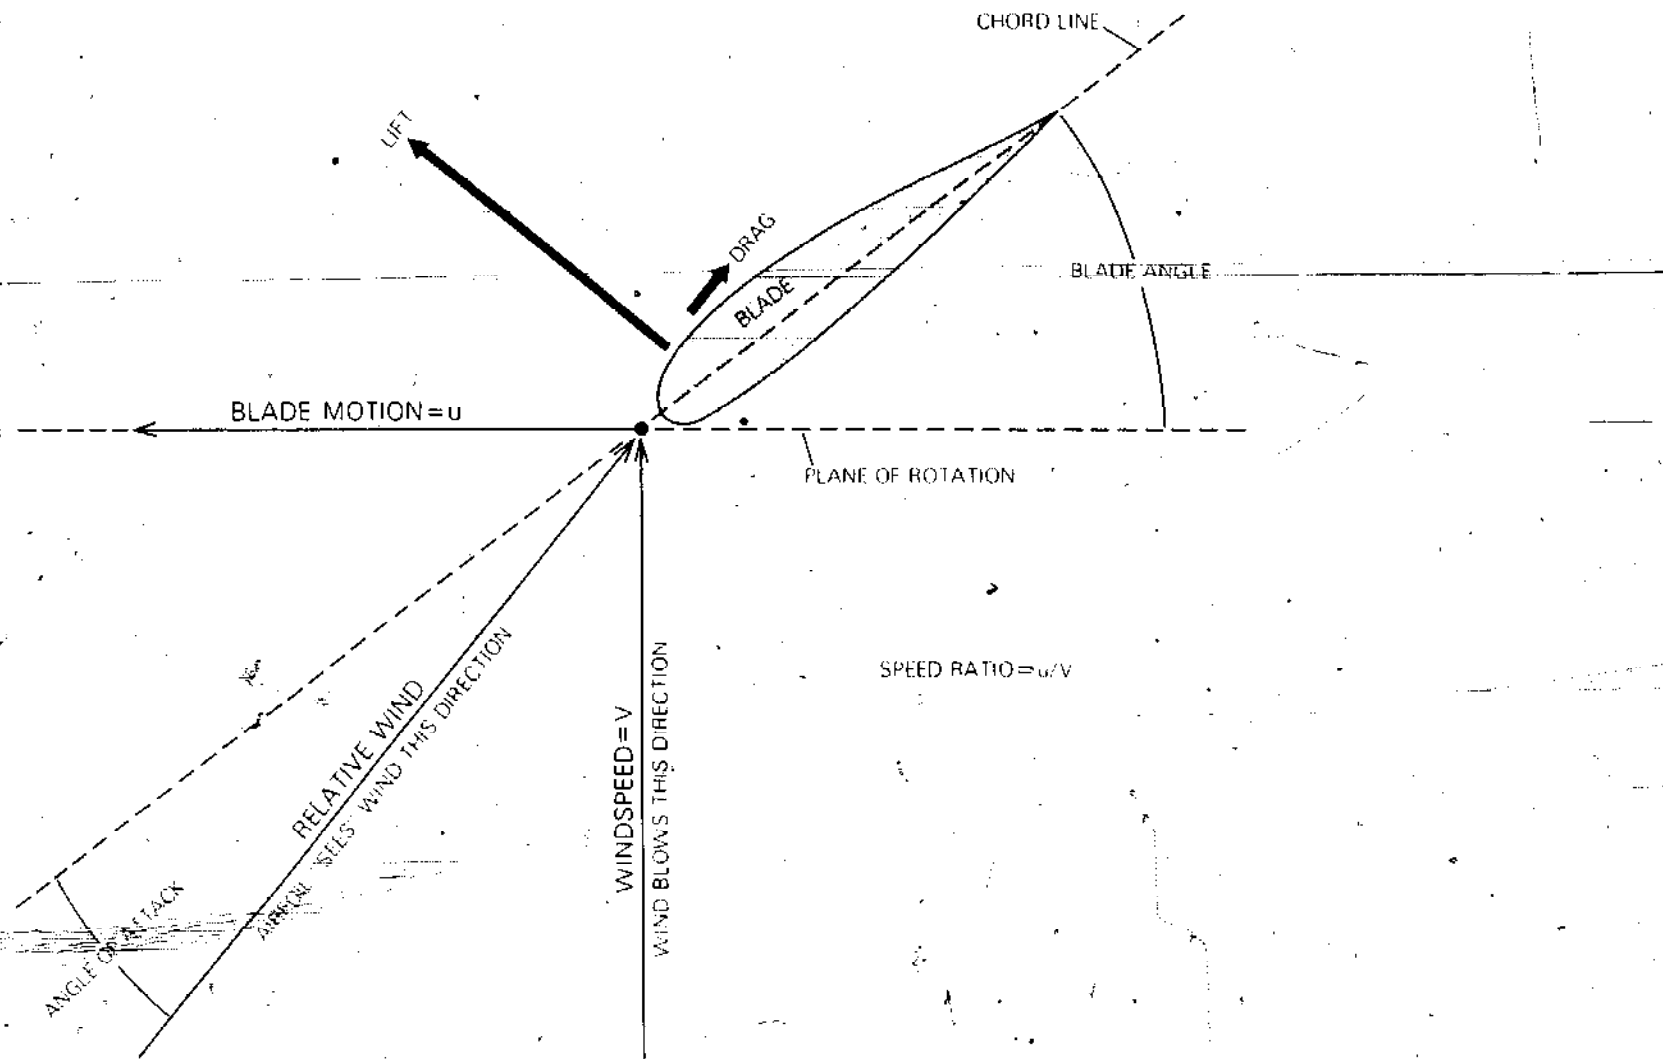 CHORD LINE
LIFT
DRAG
BLADE
BLADE ANGLE
BLADE MOTION=u
PLANE OF ROTATION
SPEED RATIO=u/V
RELATIVE WIND
AIRFOIL "SEES" WIND THIS DIRECTION
WINDSPEED=V
WIND BLOWS THIS DIRECTION
ANGLE OF ATTACK